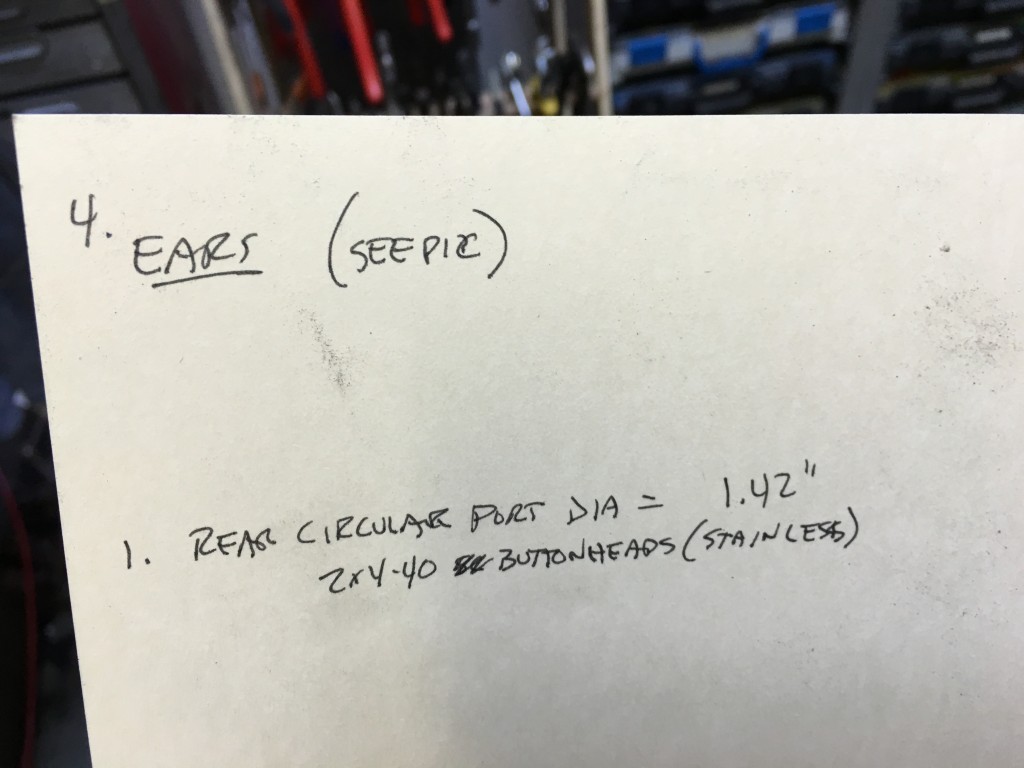 4.
EARS (SEE PIC)
1. REAR CIRCULAR PORT DIA = 1.42"
2x4-40 BUTTONHEADS (STAINLESS)